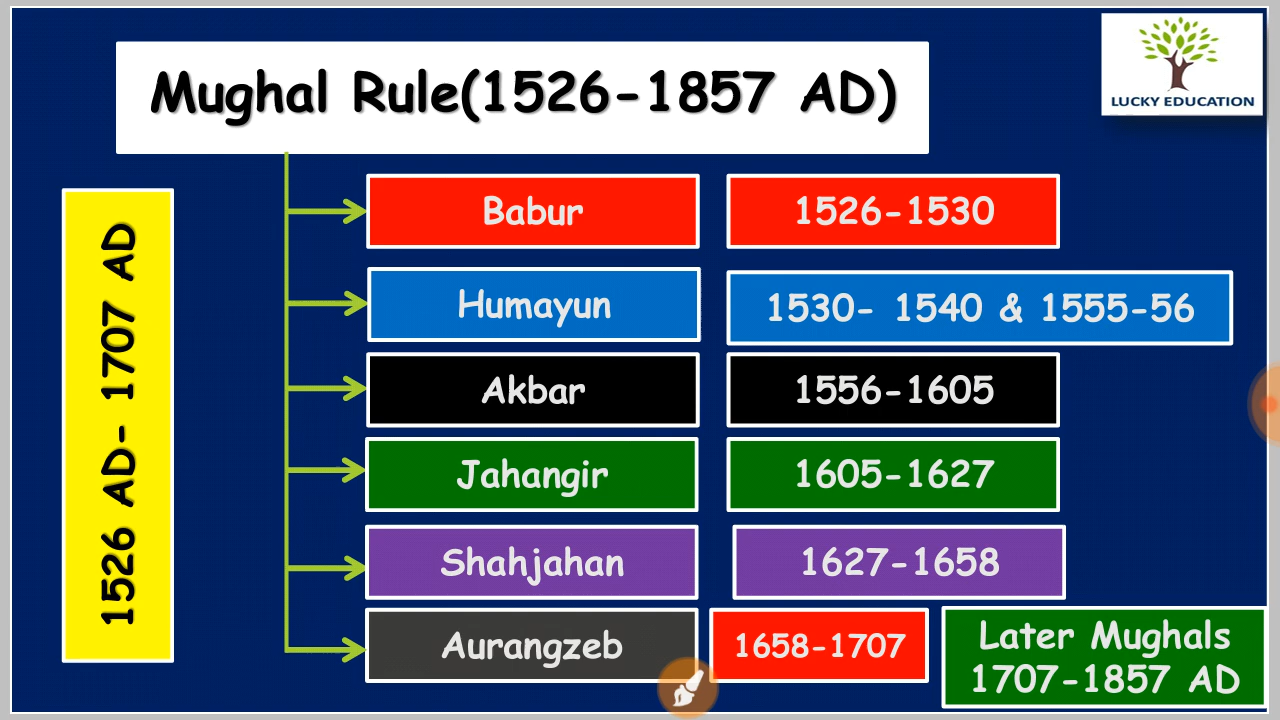 Mughal Rule(1526-1857 AD)
LUCKY EDUCATION
1526 AD- 1707 AD
Babur
1526-1530
Humayun
1530- 1540 & 1555-56
Akbar
1556-1605
Jahangir
1605-1627
Shahjahan
1627-1658
Aurangzeb
1658-1707
Later Mughals
1707-1857 AD